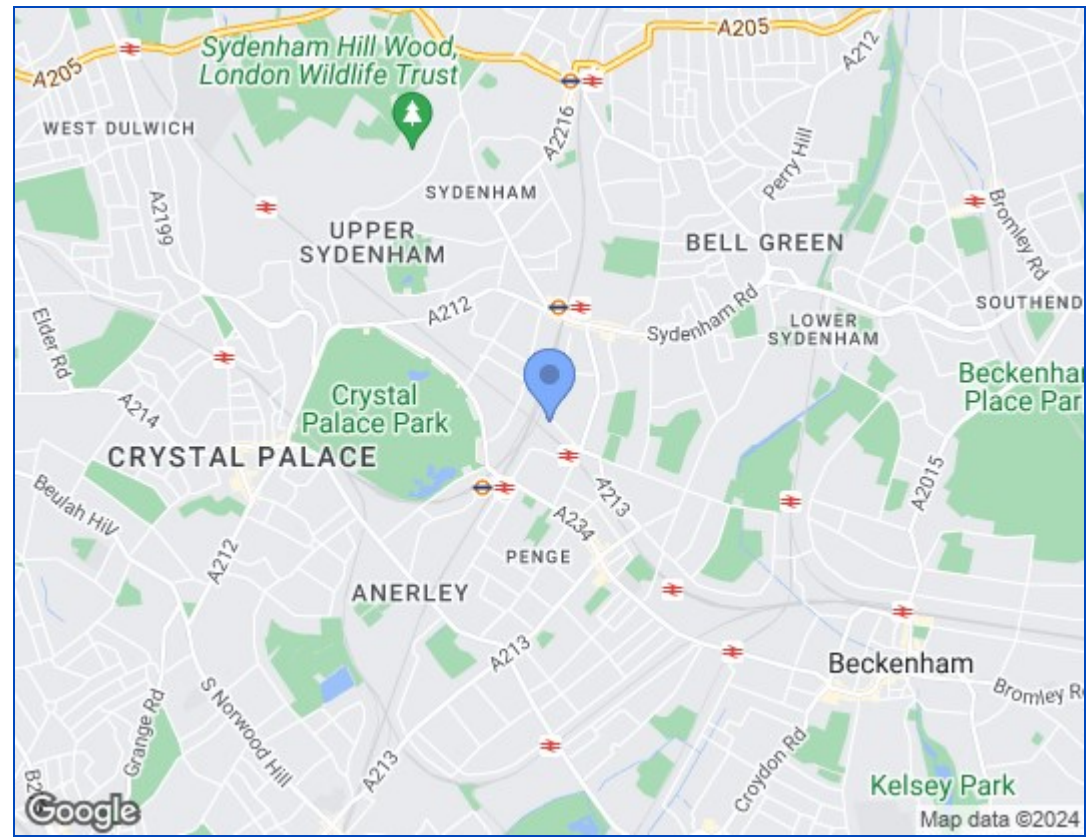 A205
A212
Sydenham Hill Wood,
London Wildlife Trust
A205
A2216
WEST DULWICH
Perry Hill
SYDENHAM
A2199
Bromley Rd
UPPER
SYDENHAM
BELL GREEN
A212
Sydenham Rd
SOUTHEND
Elder Rd
LOWER
SYDENHAM
Crystal
Palace Park
Beckenha
Place Par
A214
CRYSTAL PALACE
A2015
Beulah Hill
A213
A234
A212
PENGE
ANERLEY
A213
Beckenham
Bromley R
S Norwood Hill
Grange Rd
A213
Croydon Rd
Kelsey Park
Google
Map data ©2024